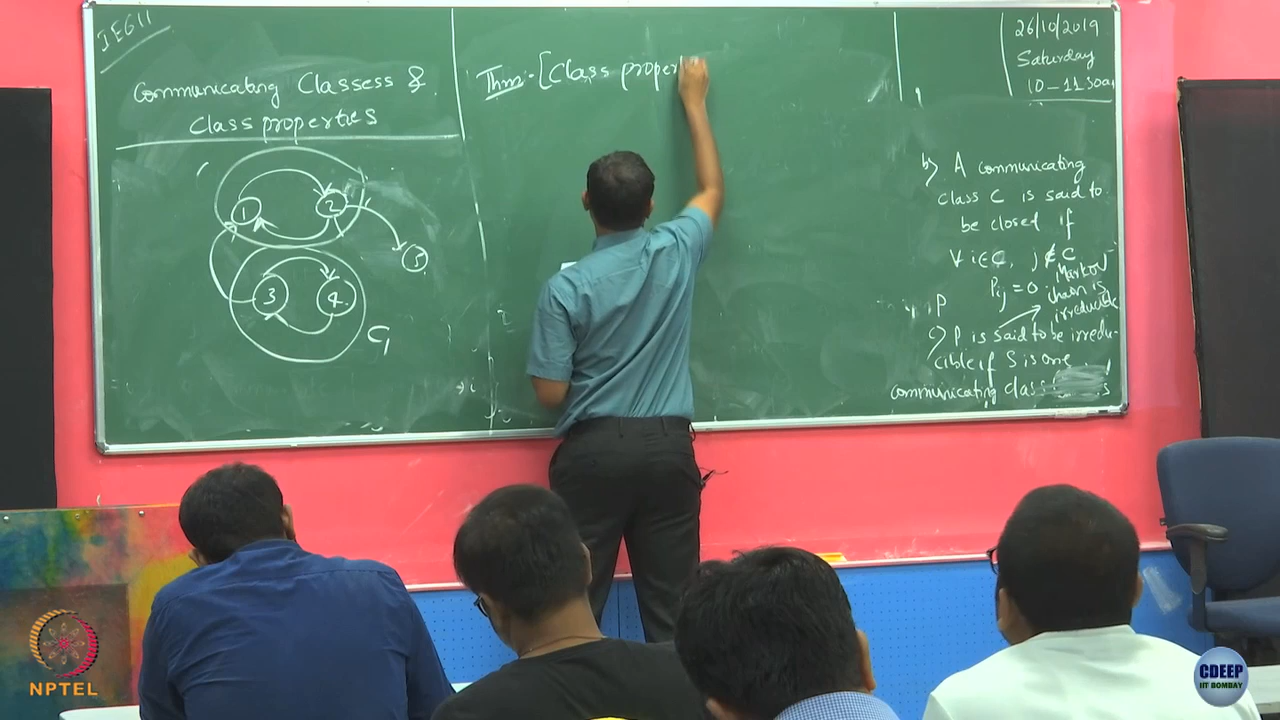 IE611
Communicating Classess &
Class properties
1
2
5
3
4
C1
Thm:- [Class proper
26/10/2019
Saturday
10-11:30am
b) A communicating
class C is said to
be closed if
∀ i∈C, j∉C
Pij = 0
Markov
chain is
irreducible
c) P is said to be irredu-
cible if S is one
communicating class
NPTEL
CDEEP
IIT BOMBAY